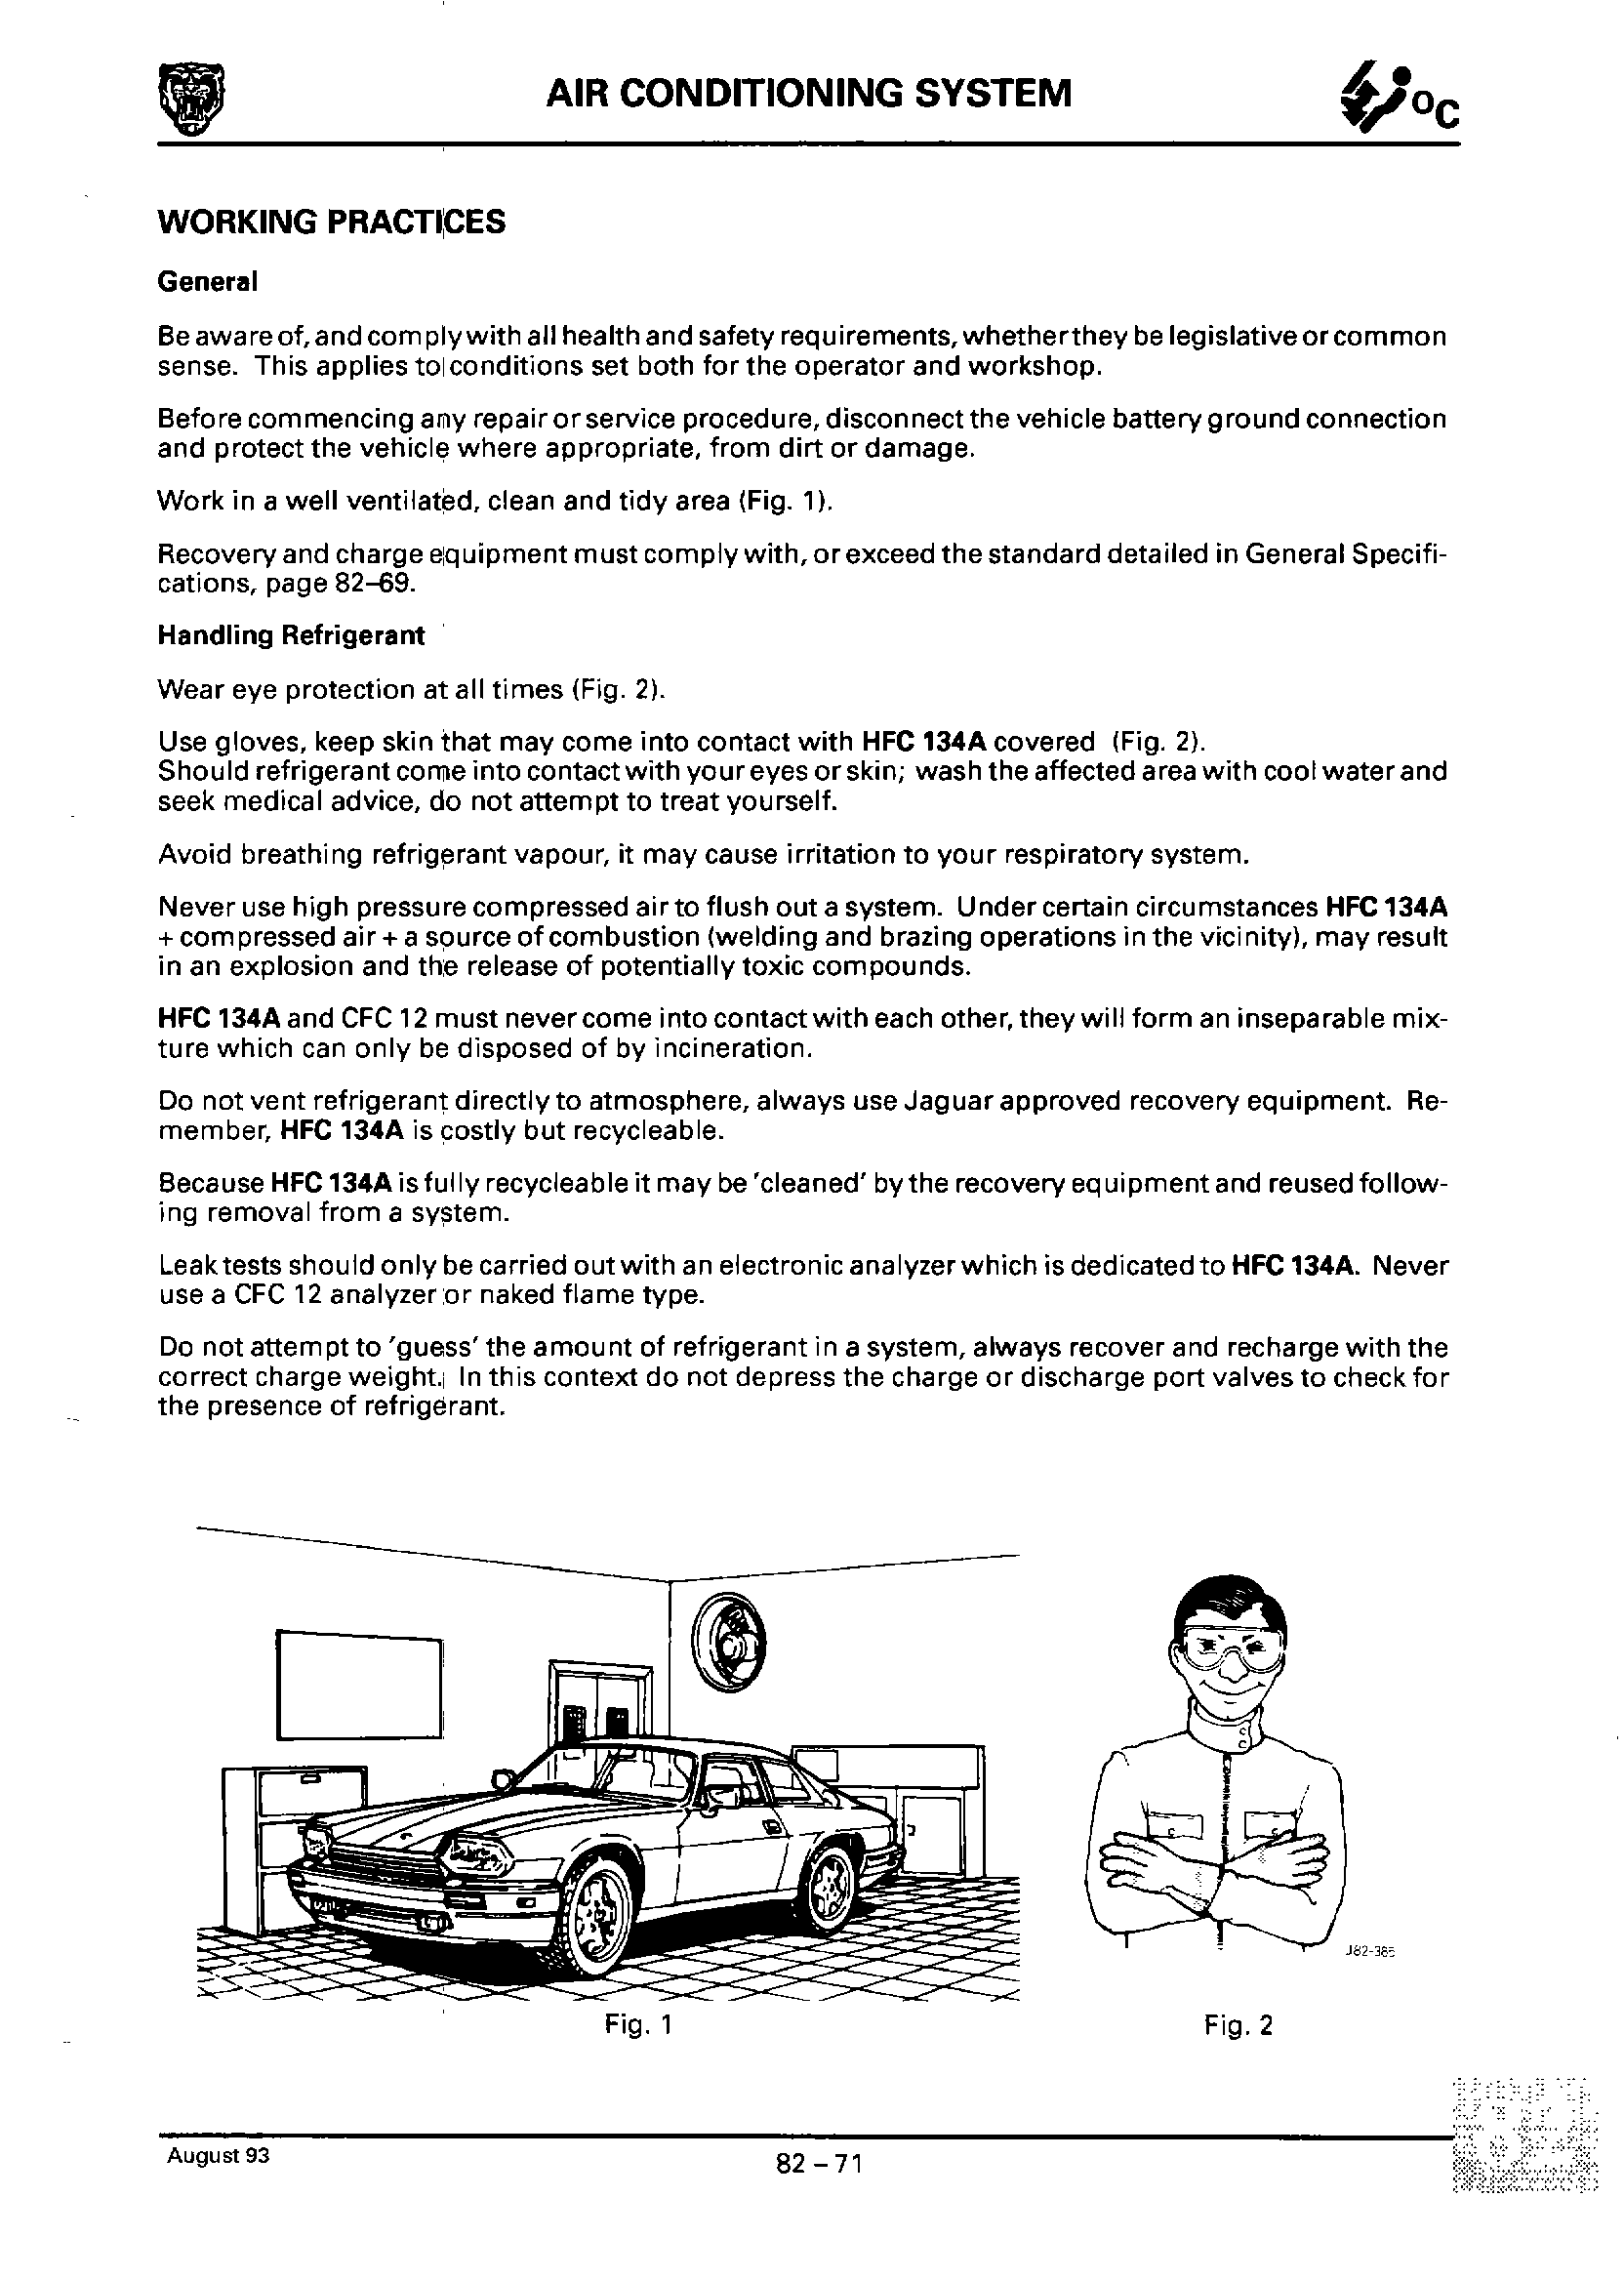 AIR CONDITIONING SYSTEM
°C
WORKING PRACTICES
General
Be aware of, and comply with all health and safety requirements, whether they be legislative or common
sense. This applies to conditions set both for the operator and workshop.
Before commencing any repair or service procedure, disconnect the vehicle battery ground connection
and protect the vehicle where appropriate, from dirt or damage.
Work in a well ventilated, clean and tidy area (Fig. 1).
Recovery and charge equipment must comply with, or exceed the standard detailed in General Specifi-
cations, page 82–69.
Handling Refrigerant
Wear eye protection at all times (Fig. 2).
Use gloves, keep skin that may come into contact with HFC 134A covered (Fig. 2).
Should refrigerant come into contact with your eyes or skin; wash the affected area with cool water and
seek medical advice, do not attempt to treat yourself.
Avoid breathing refrigerant vapour, it may cause irritation to your respiratory system.
Never use high pressure compressed air to flush out a system. Under certain circumstances HFC 134A
+ compressed air + a source of combustion (welding and brazing operations in the vicinity), may result
in an explosion and the release of potentially toxic compounds.
HFC 134A and CFC 12 must never come into contact with each other, they will form an inseparable mix-
ture which can only be disposed of by incineration.
Do not vent refrigerant directly to atmosphere, always use Jaguar approved recovery equipment. Re-
member, HFC 134A is costly but recycleable.
Because HFC 134A is fully recycleable it may be 'cleaned' by the recovery equipment and reused follow-
ing removal from a system.
Leak tests should only be carried out with an electronic analyzer which is dedicated to HFC 134A. Never
use a CFC 12 analyzer or naked flame type.
Do not attempt to 'guess' the amount of refrigerant in a system, always recover and recharge with the
correct charge weight. In this context do not depress the charge or discharge port valves to check for
the presence of refrigerant.
J82-385
Fig. 1
Fig. 2
August 93
82 – 71